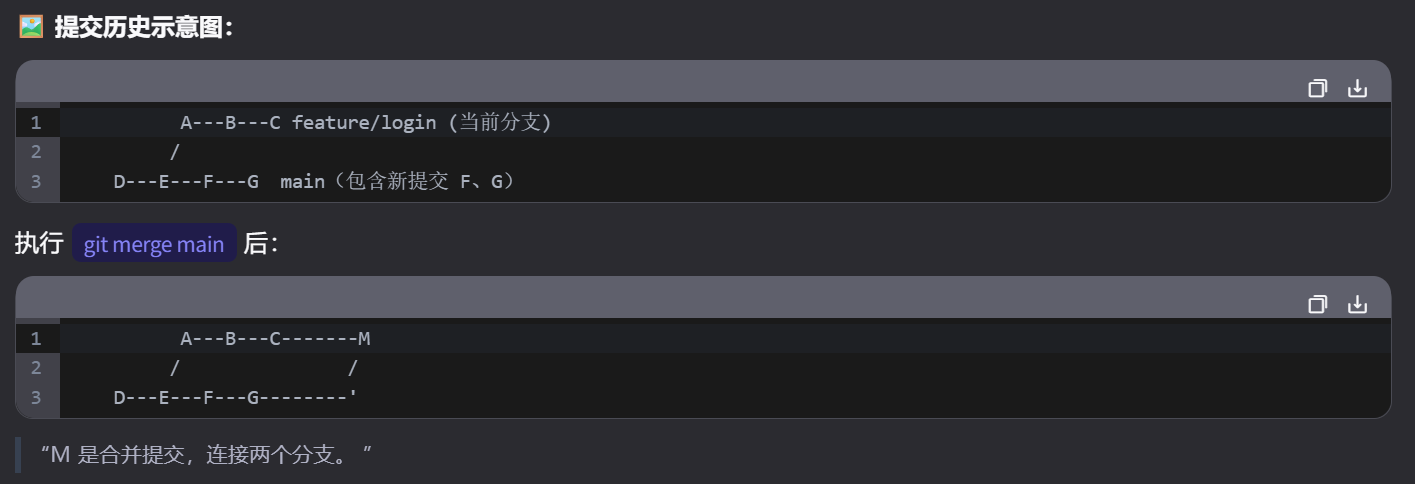 🖼️ 提交历史示意图：
1         A---B---C feature/login (当前分支)
2        /
3   D---E---F---G  main（包含新提交 F、G）
执行 git merge main 后：
1         A---B---C-------M
2        /               /
3   D---E---F---G--------'
“M 是合并提交，连接两个分支。 ”